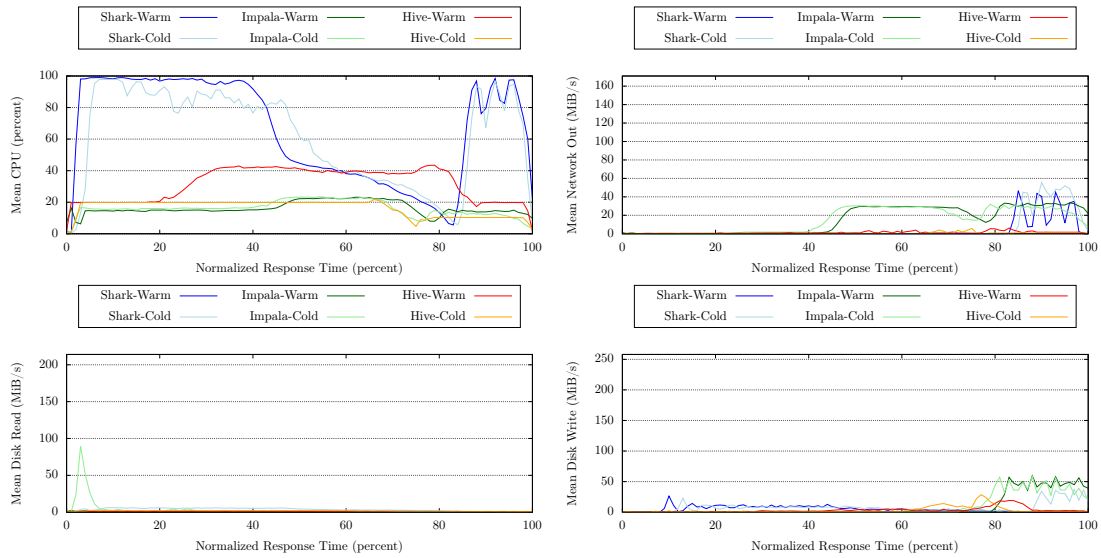 Shark-Warm Impala-Warm Hive-Warm
Shark-Cold Impala-Cold Hive-Cold
Mean CPU (percent)
100
80
60
40
20
0
0 20 40 60 80 100
Normalized Response Time (percent)
Shark-Warm Impala-Warm Hive-Warm
Shark-Cold Impala-Cold Hive-Cold
Mean Network Out (MiB/s)
160
140
120
100
80
60
40
20
0
0 20 40 60 80 100
Normalized Response Time (percent)
Shark-Warm Impala-Warm Hive-Warm
Shark-Cold Impala-Cold Hive-Cold
Mean Disk Read (MiB/s)
200
150
100
50
0
0 20 40 60 80 100
Normalized Response Time (percent)
Shark-Warm Impala-Warm Hive-Warm
Shark-Cold Impala-Cold Hive-Cold
Mean Disk Write (MiB/s)
250
200
150
100
50
0
0 20 40 60 80 100
Normalized Response Time (percent)